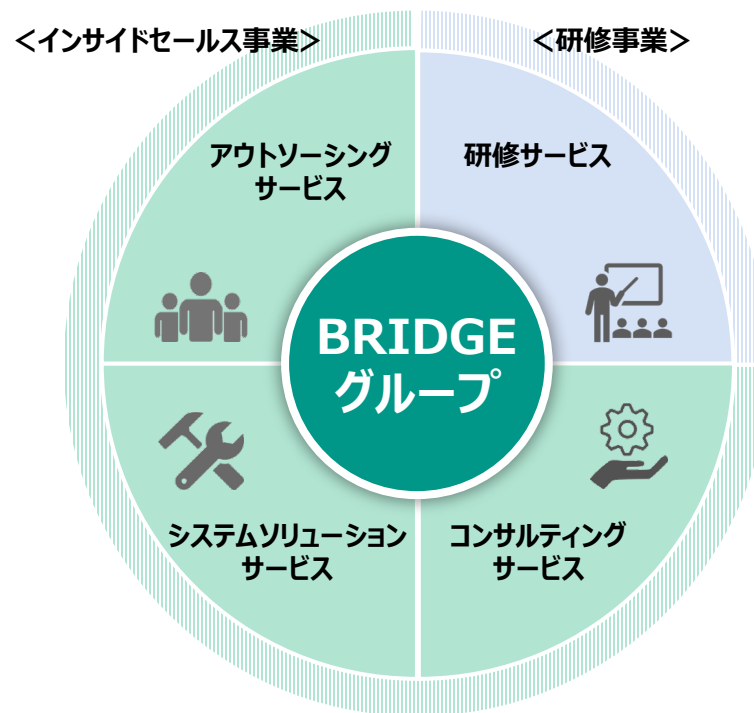 <インサイドセールス事業>
<研修事業>
アウトソーシング
サービス
研修サービス
BRIDGE
グループ
システムソリューション
サービス
コンサルティング
サービス